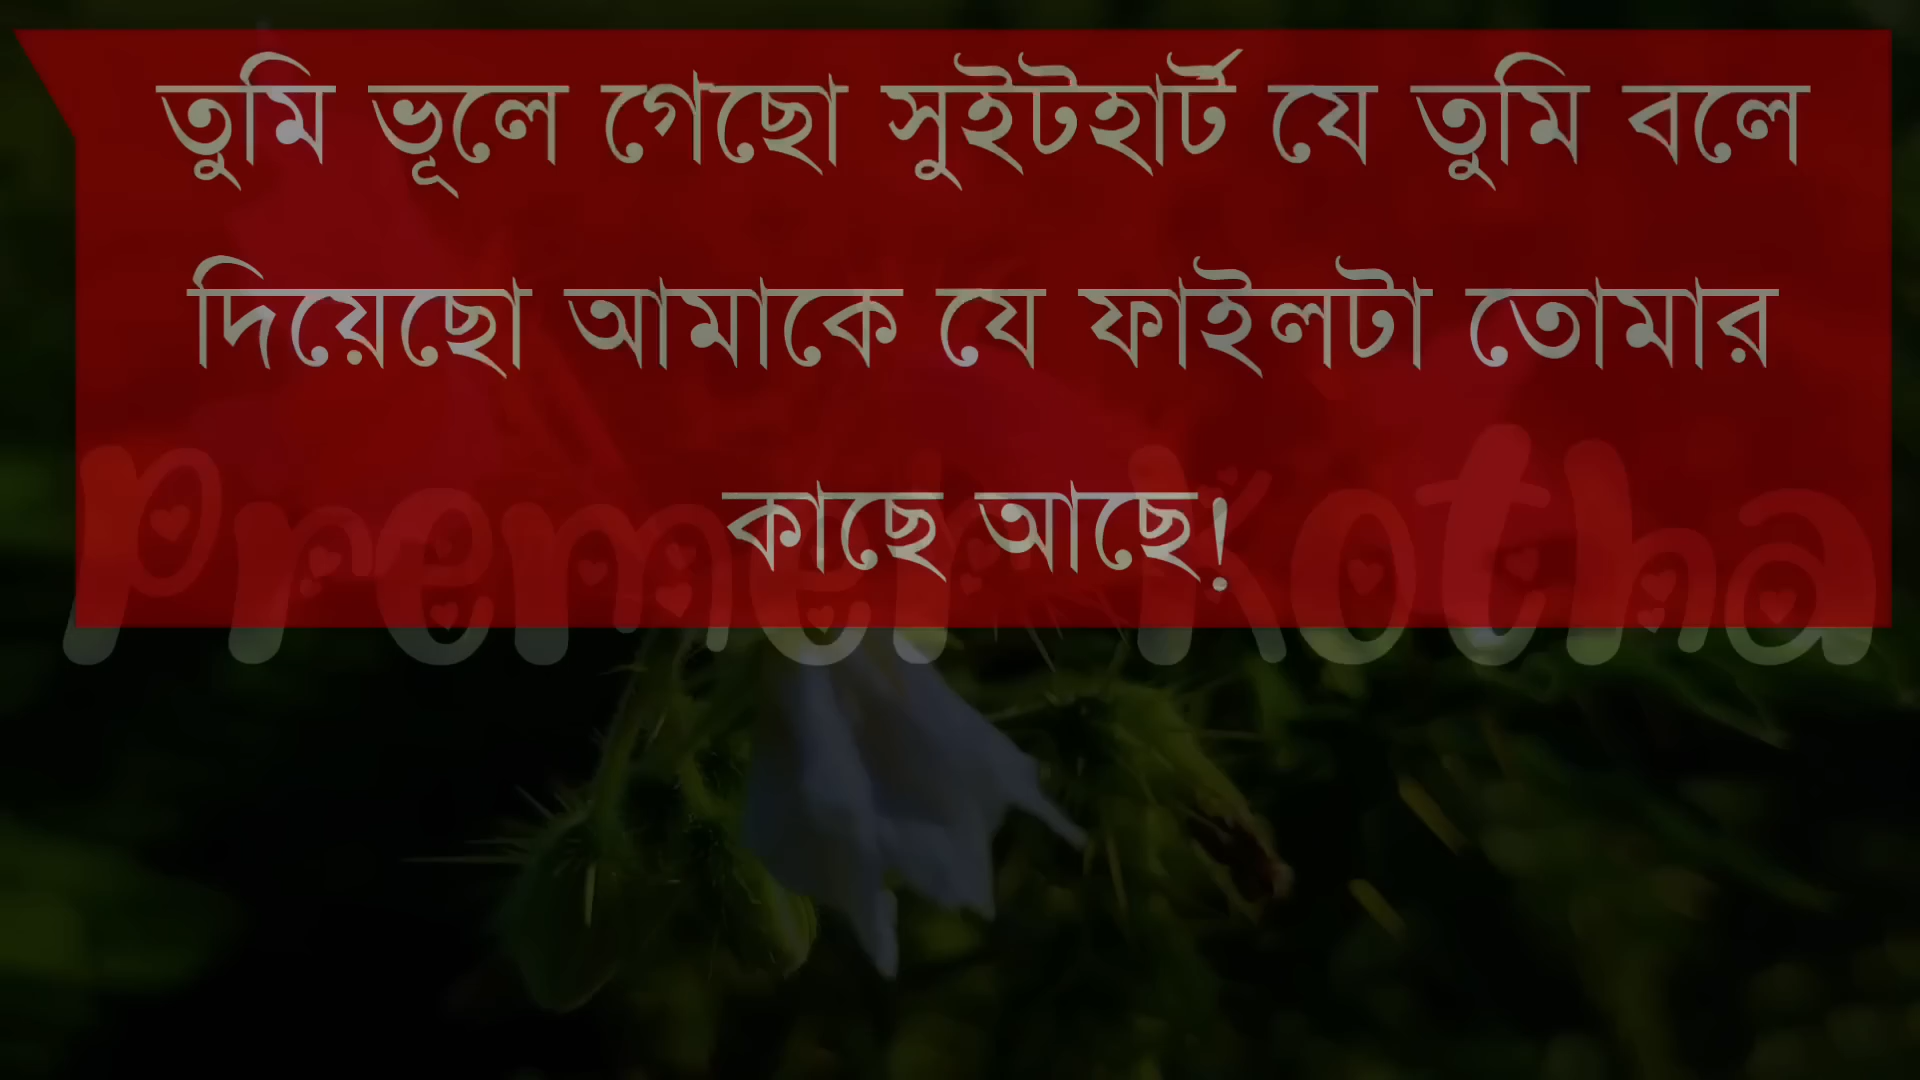 তুমি ভূলে গেছো সুইটহার্ট যে তুমি বলে
দিয়েছো আমাকে যে ফাইলটা তোমার
কাছে আছে!
Premer Kotha